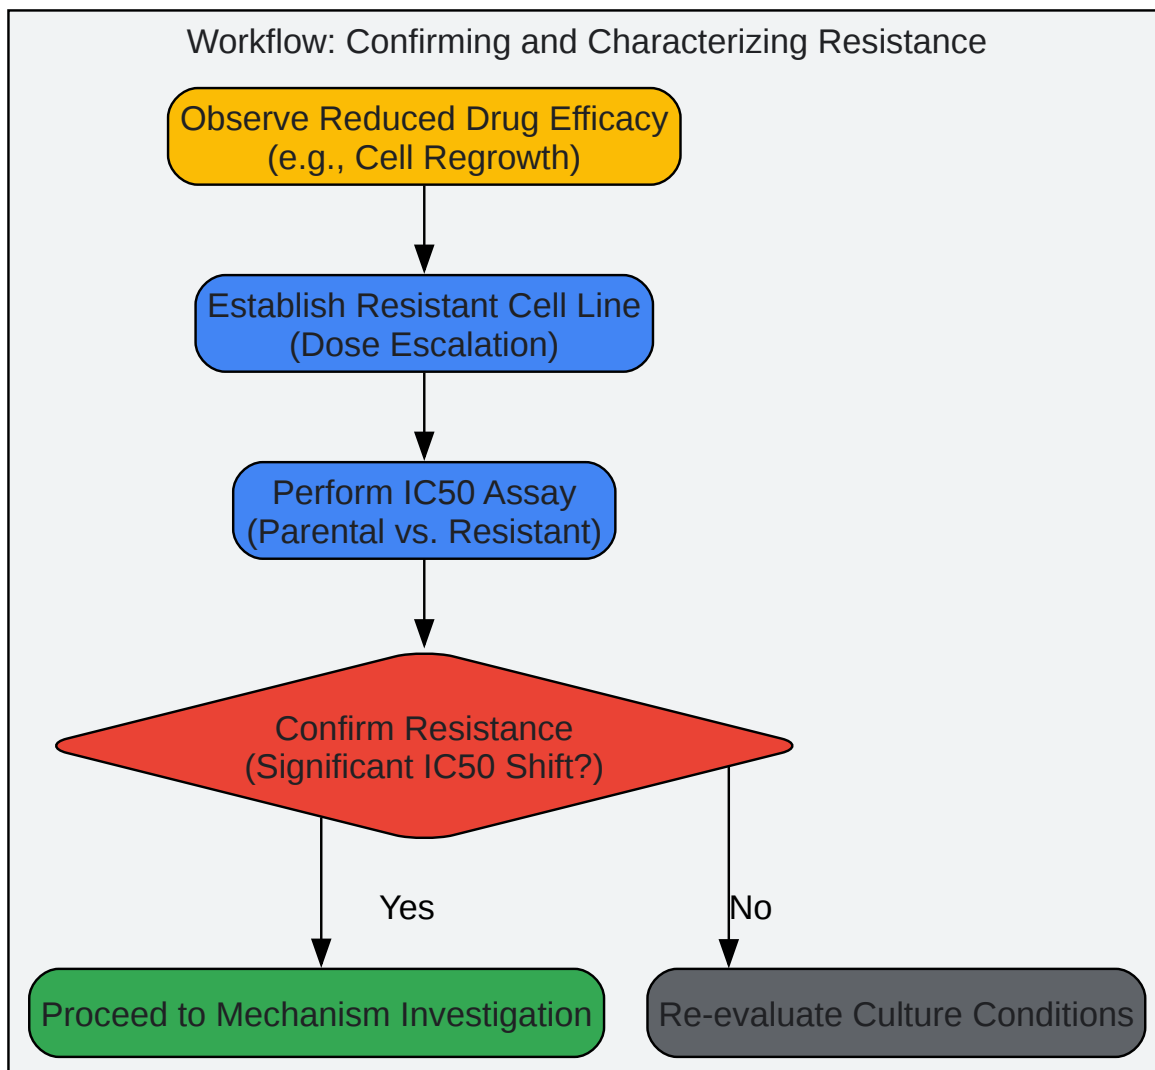 Workflow: Confirming and Characterizing Resistance
Observe Reduced Drug Efficacy
(e.g., Cell Regrowth)
Establish Resistant Cell Line
(Dose Escalation)
Perform IC50 Assay
(Parental vs. Resistant)
Confirm Resistance
(Significant IC50 Shift?)
Yes
No
Proceed to Mechanism Investigation
Re-evaluate Culture Conditions